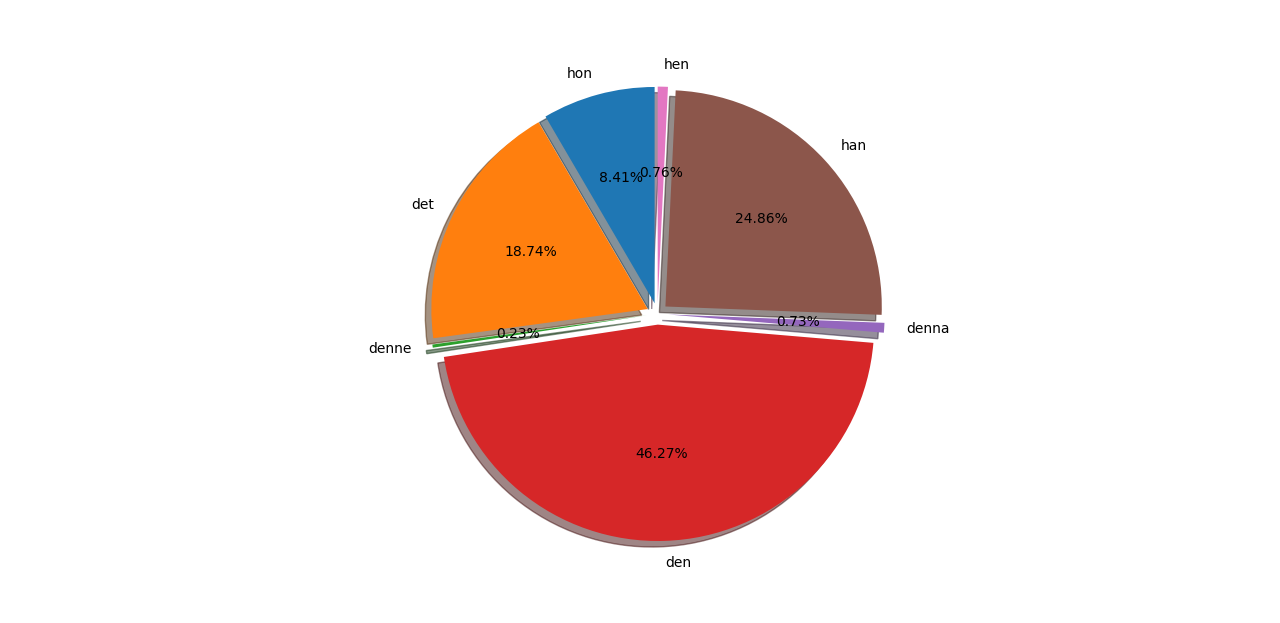 hen
hon
han
0.76%
8.41%
det
24.86%
18.74%
0.73%
denna
0.23%
denne
46.27%
den